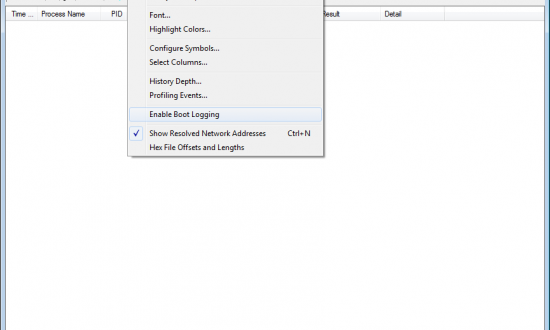 Time ... Process Name PID Result Detail
Font...
Highlight Colors...
Configure Symbols...
Select Columns...
History Depth...
Profiling Events...
Enable Boot Logging
Show Resolved Network Addresses Ctrl+N
Hex File Offsets and Lengths